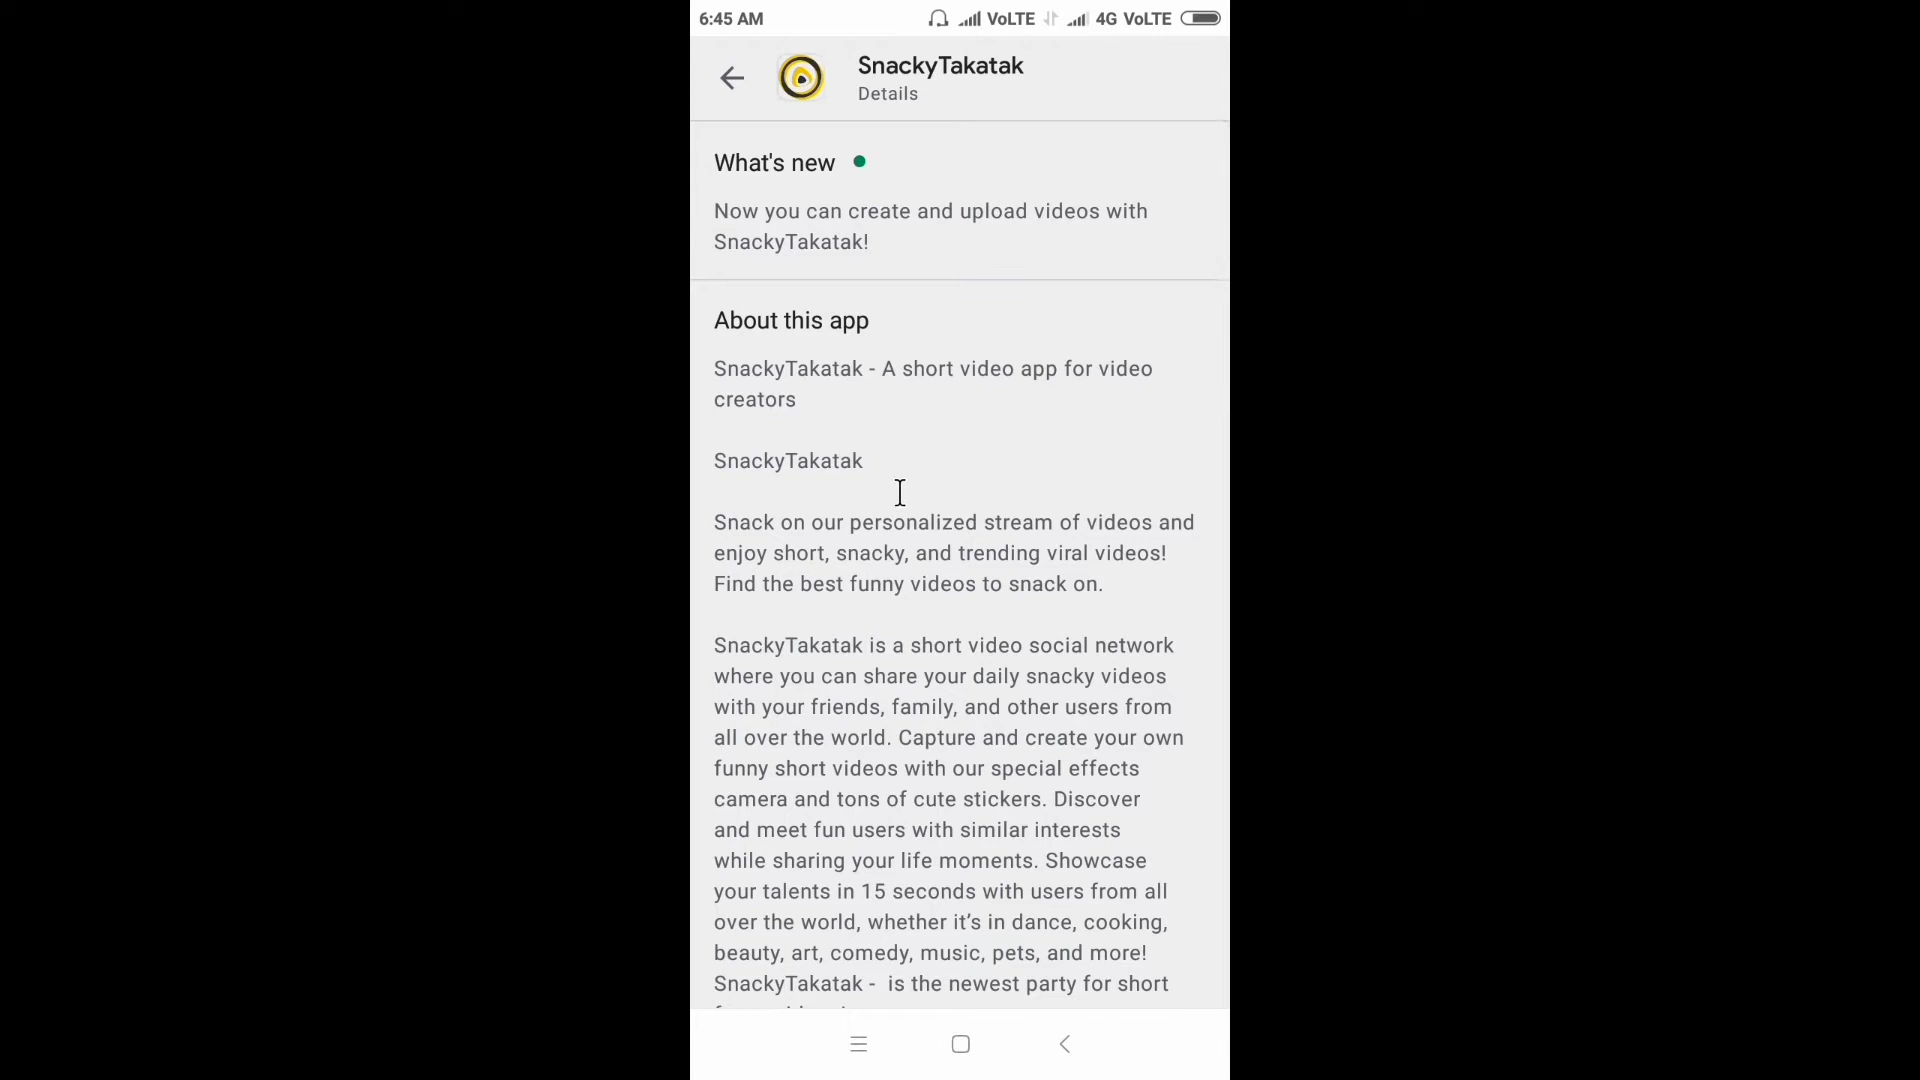 6:45 AM
VoLTE 4G VoLTE
SnackyTakatak
Details
What's new
Now you can create and upload videos with
SnackyTakatak!
About this app
SnackyTakatak - A short video app for video
creators
SnackyTakatak
Snack on our personalized stream of videos and
enjoy short, snacky, and trending viral videos!
Find the best funny videos to snack on.
SnackyTakatak is a short video social network
where you can share your daily snacky videos
with your friends, family, and other users from
all over the world. Capture and create your own
funny short videos with our special effects
camera and tons of cute stickers. Discover
and meet fun users with similar interests
while sharing your life moments. Showcase
your talents in 15 seconds with users from all
over the world, whether it’s in dance, cooking,
beauty, art, comedy, music, pets, and more!
SnackyTakatak -  is the newest party for short